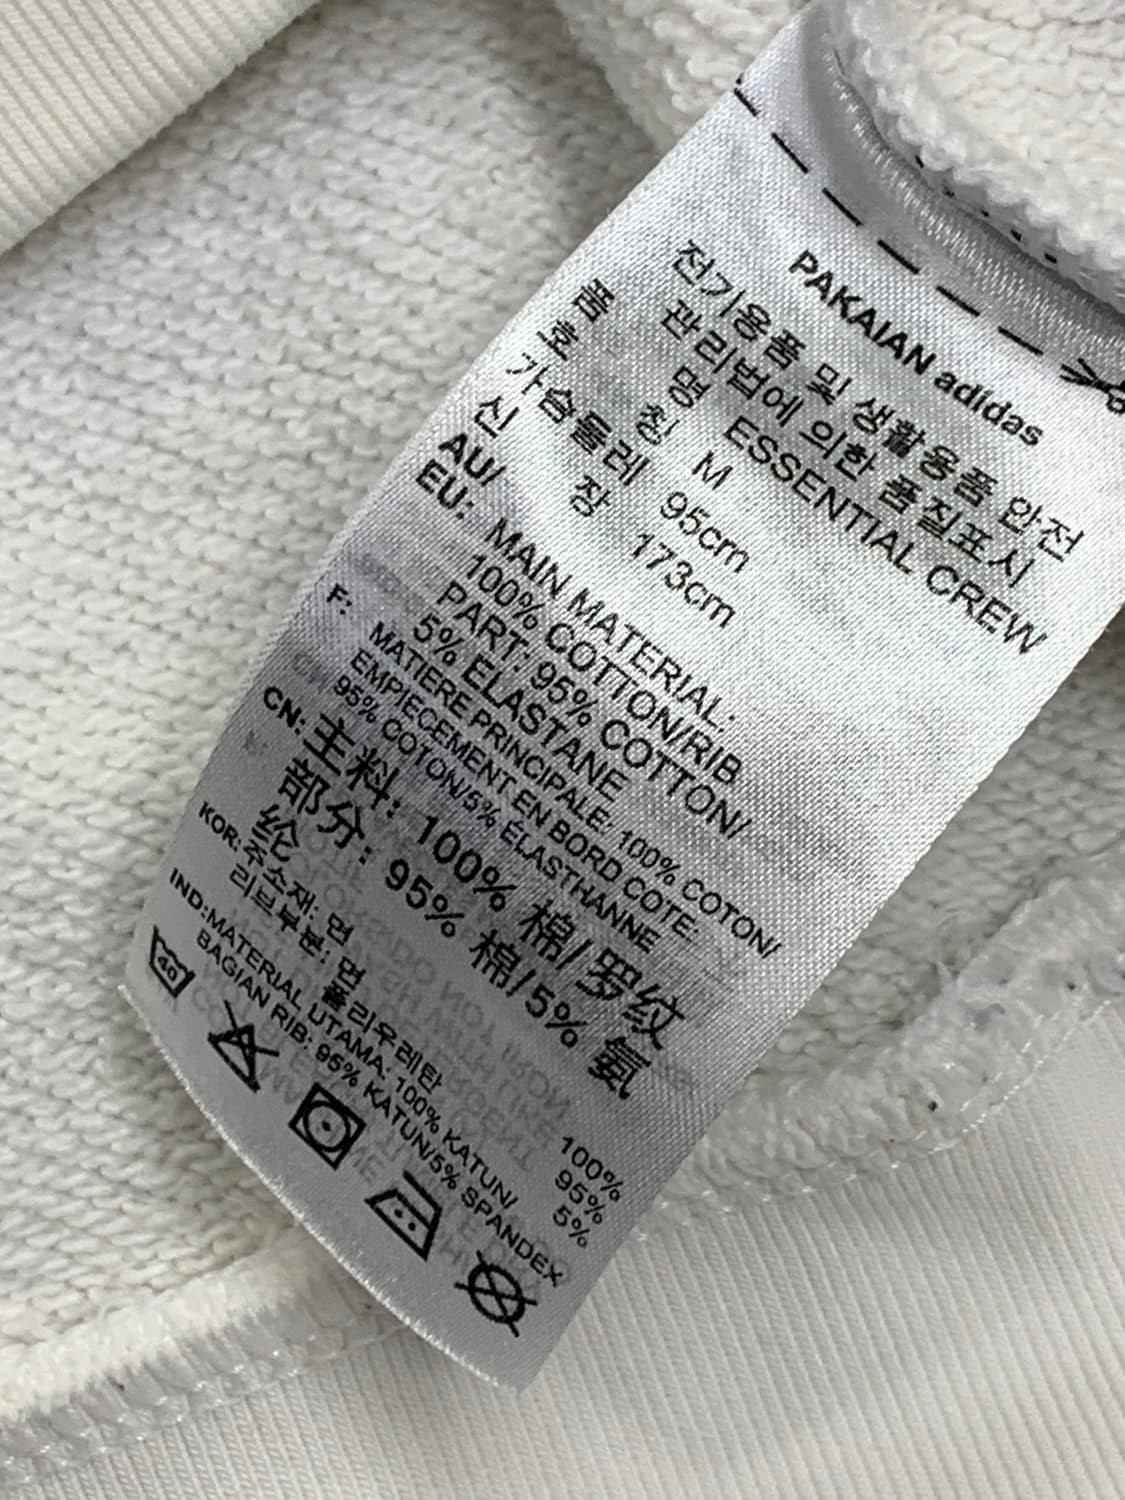 PAKAIAN adidas
전기용품 및 생활용품 안전
관리법에 의한 품질표시
품 명 ESSENTIAL CREW
호 칭 M
가슴둘레 95cm
신 장 173cm
AU/
EU: MAIN MATERIAL:
100% COTTON/RIB
PART: 95% COTTON/
5% ELASTANE
F: MATIERE PRINCIPALE: 100% COTON/
EMPIECEMENT EN BORD COTE:
95% COTON/5% ÉLASTHANNE
CN: 主料: 100% 棉/罗纹
部分: 95% 棉/5% 氨
纶
KOR: 주소재: 면 100%
리브부분: 면 95%
폴리우레탄 5%
IND: MATERIAL UTAMA: 100% KATUN/
BAGIAN RIB: 95% KATUN/5% SPANDEX
40